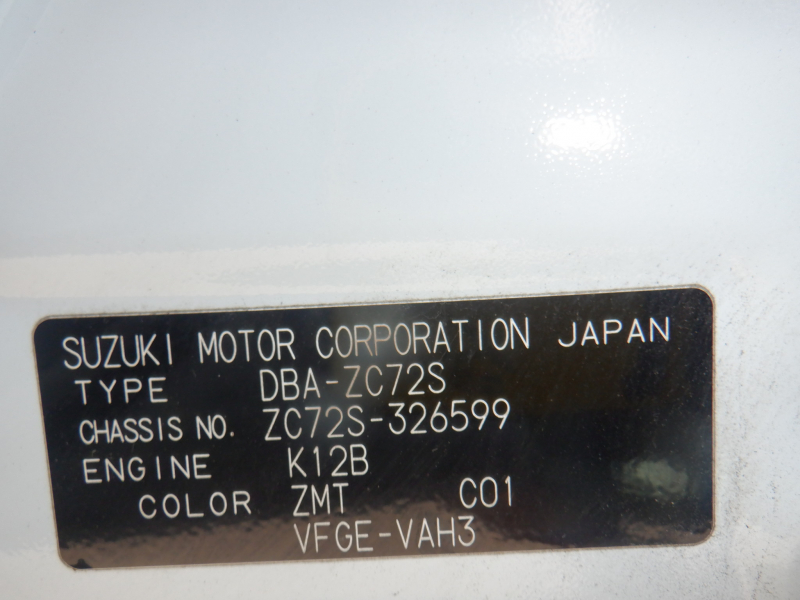 SUZUKI MOTOR CORPORATION JAPAN
TYPE DBA-ZC72S
CHASSIS NO. ZC72S-326599
ENGINE K12B
COLOR ZMT C01
VFGE-VAH3